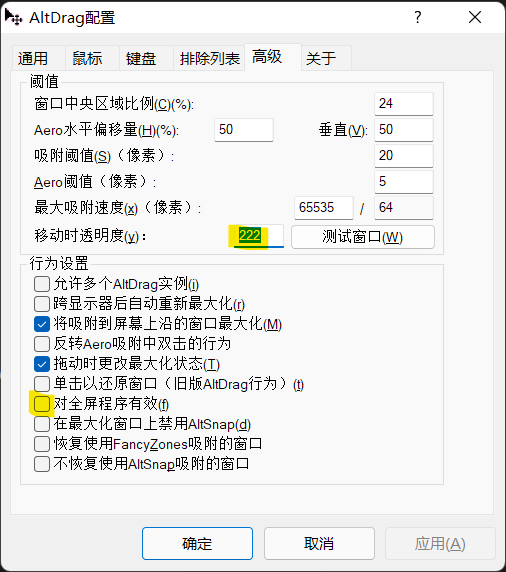 AltDrag配置
通用 鼠标 键盘 排除列表 高级 关于
阈值
窗口中央区域比例(C)(%): 24
Aero水平偏移量(H)(%): 50 垂直(V): 50
吸附阈值(S)（像素）: 20
Aero阈值（像素）: 5
最大吸附速度(x)（像素）: 65535 / 64
移动时透明度(y)： 222 测试窗口(W)
行为设置
允许多个AltDrag实例(i)
跨显示器后自动重新最大化(r)
将吸附到屏幕上沿的窗口最大化(M)
反转Aero吸附中双击的行为
拖动时更改最大化状态(T)
单击以还原窗口（旧版AltDrag行为）(t)
对全屏程序有效(f)
在最大化窗口上禁用AltSnap(d)
恢复使用FancyZones吸附的窗口
不恢复使用AltSnap吸附的窗口
确定 取消 应用(A)